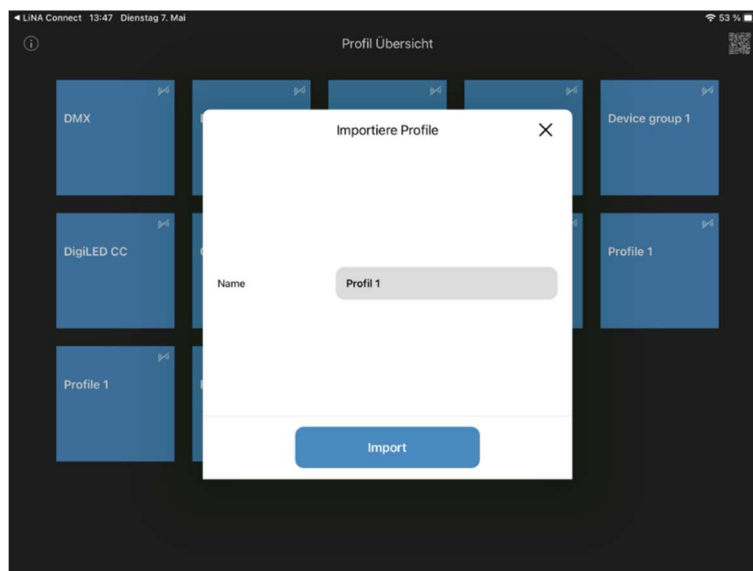 ◀ LiNA Connect 13:47 Dienstag 7. Mai 53 %
Profil Übersicht
DMX
Device group 1
Importiere Profile
DigiLED CC
Profile 1
Name Profil 1
Profile 1
Import